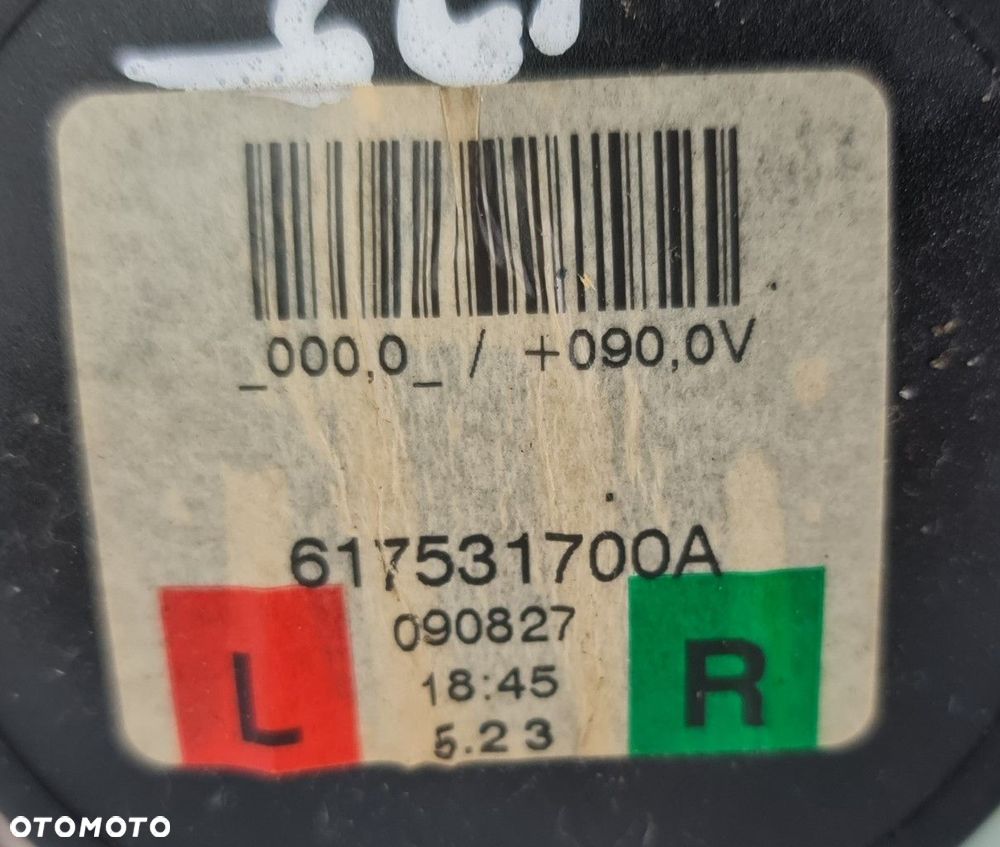 _000,0_ / +090,0V
617531700A
090827
18:45
5.23
L
R
OTOMOTO